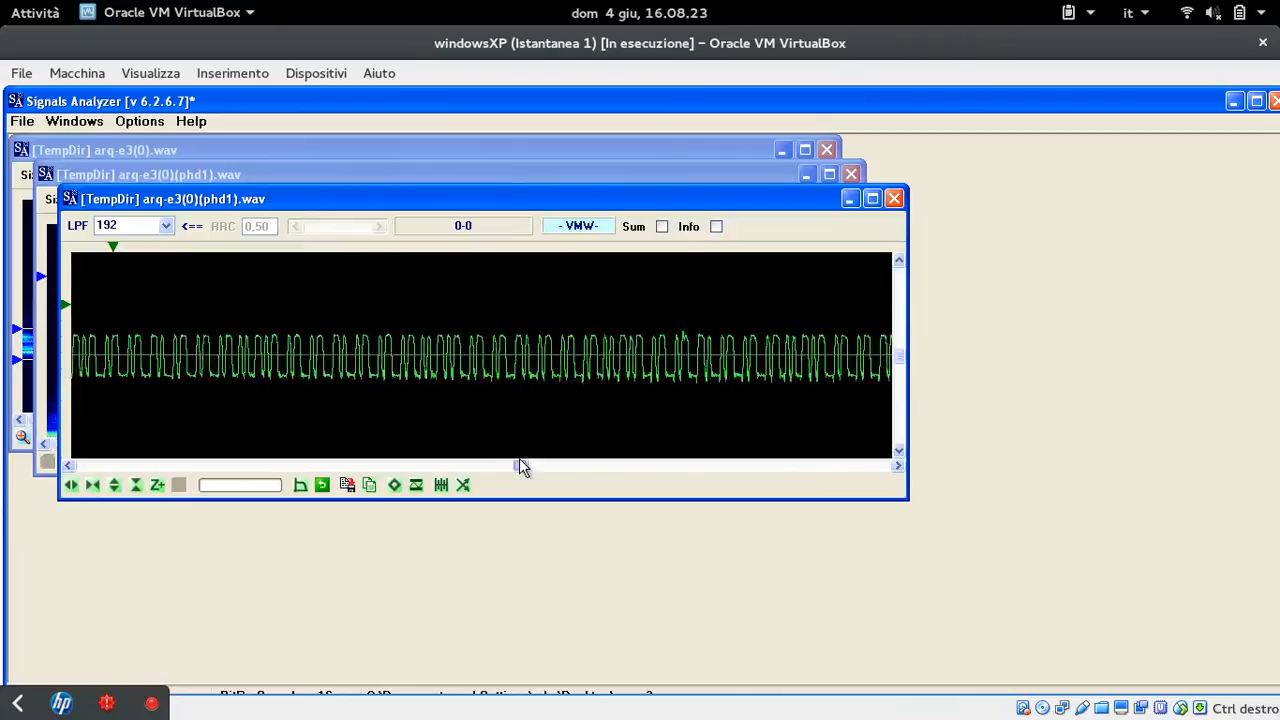 Attività Oracle VM VirtualBox dom 4 giu, 16.08.23 it
windowsXP (Istantanea 1) [In esecuzione] – Oracle VM VirtualBox
File Macchina Visualizza Inserimento Dispositivi Aiuto
Signals Analyzer [v 6.2.6.7]*
File Windows Options Help
[TempDir] arq-e3(0).wav
[TempDir] arq-e3(0)(phd1).wav
[TempDir] arq-e3(0)(phd1).wav
LPF 192 <== RRC 0,50 0-0 - VMW- Sum Info
Z+
hp Ctrl destro